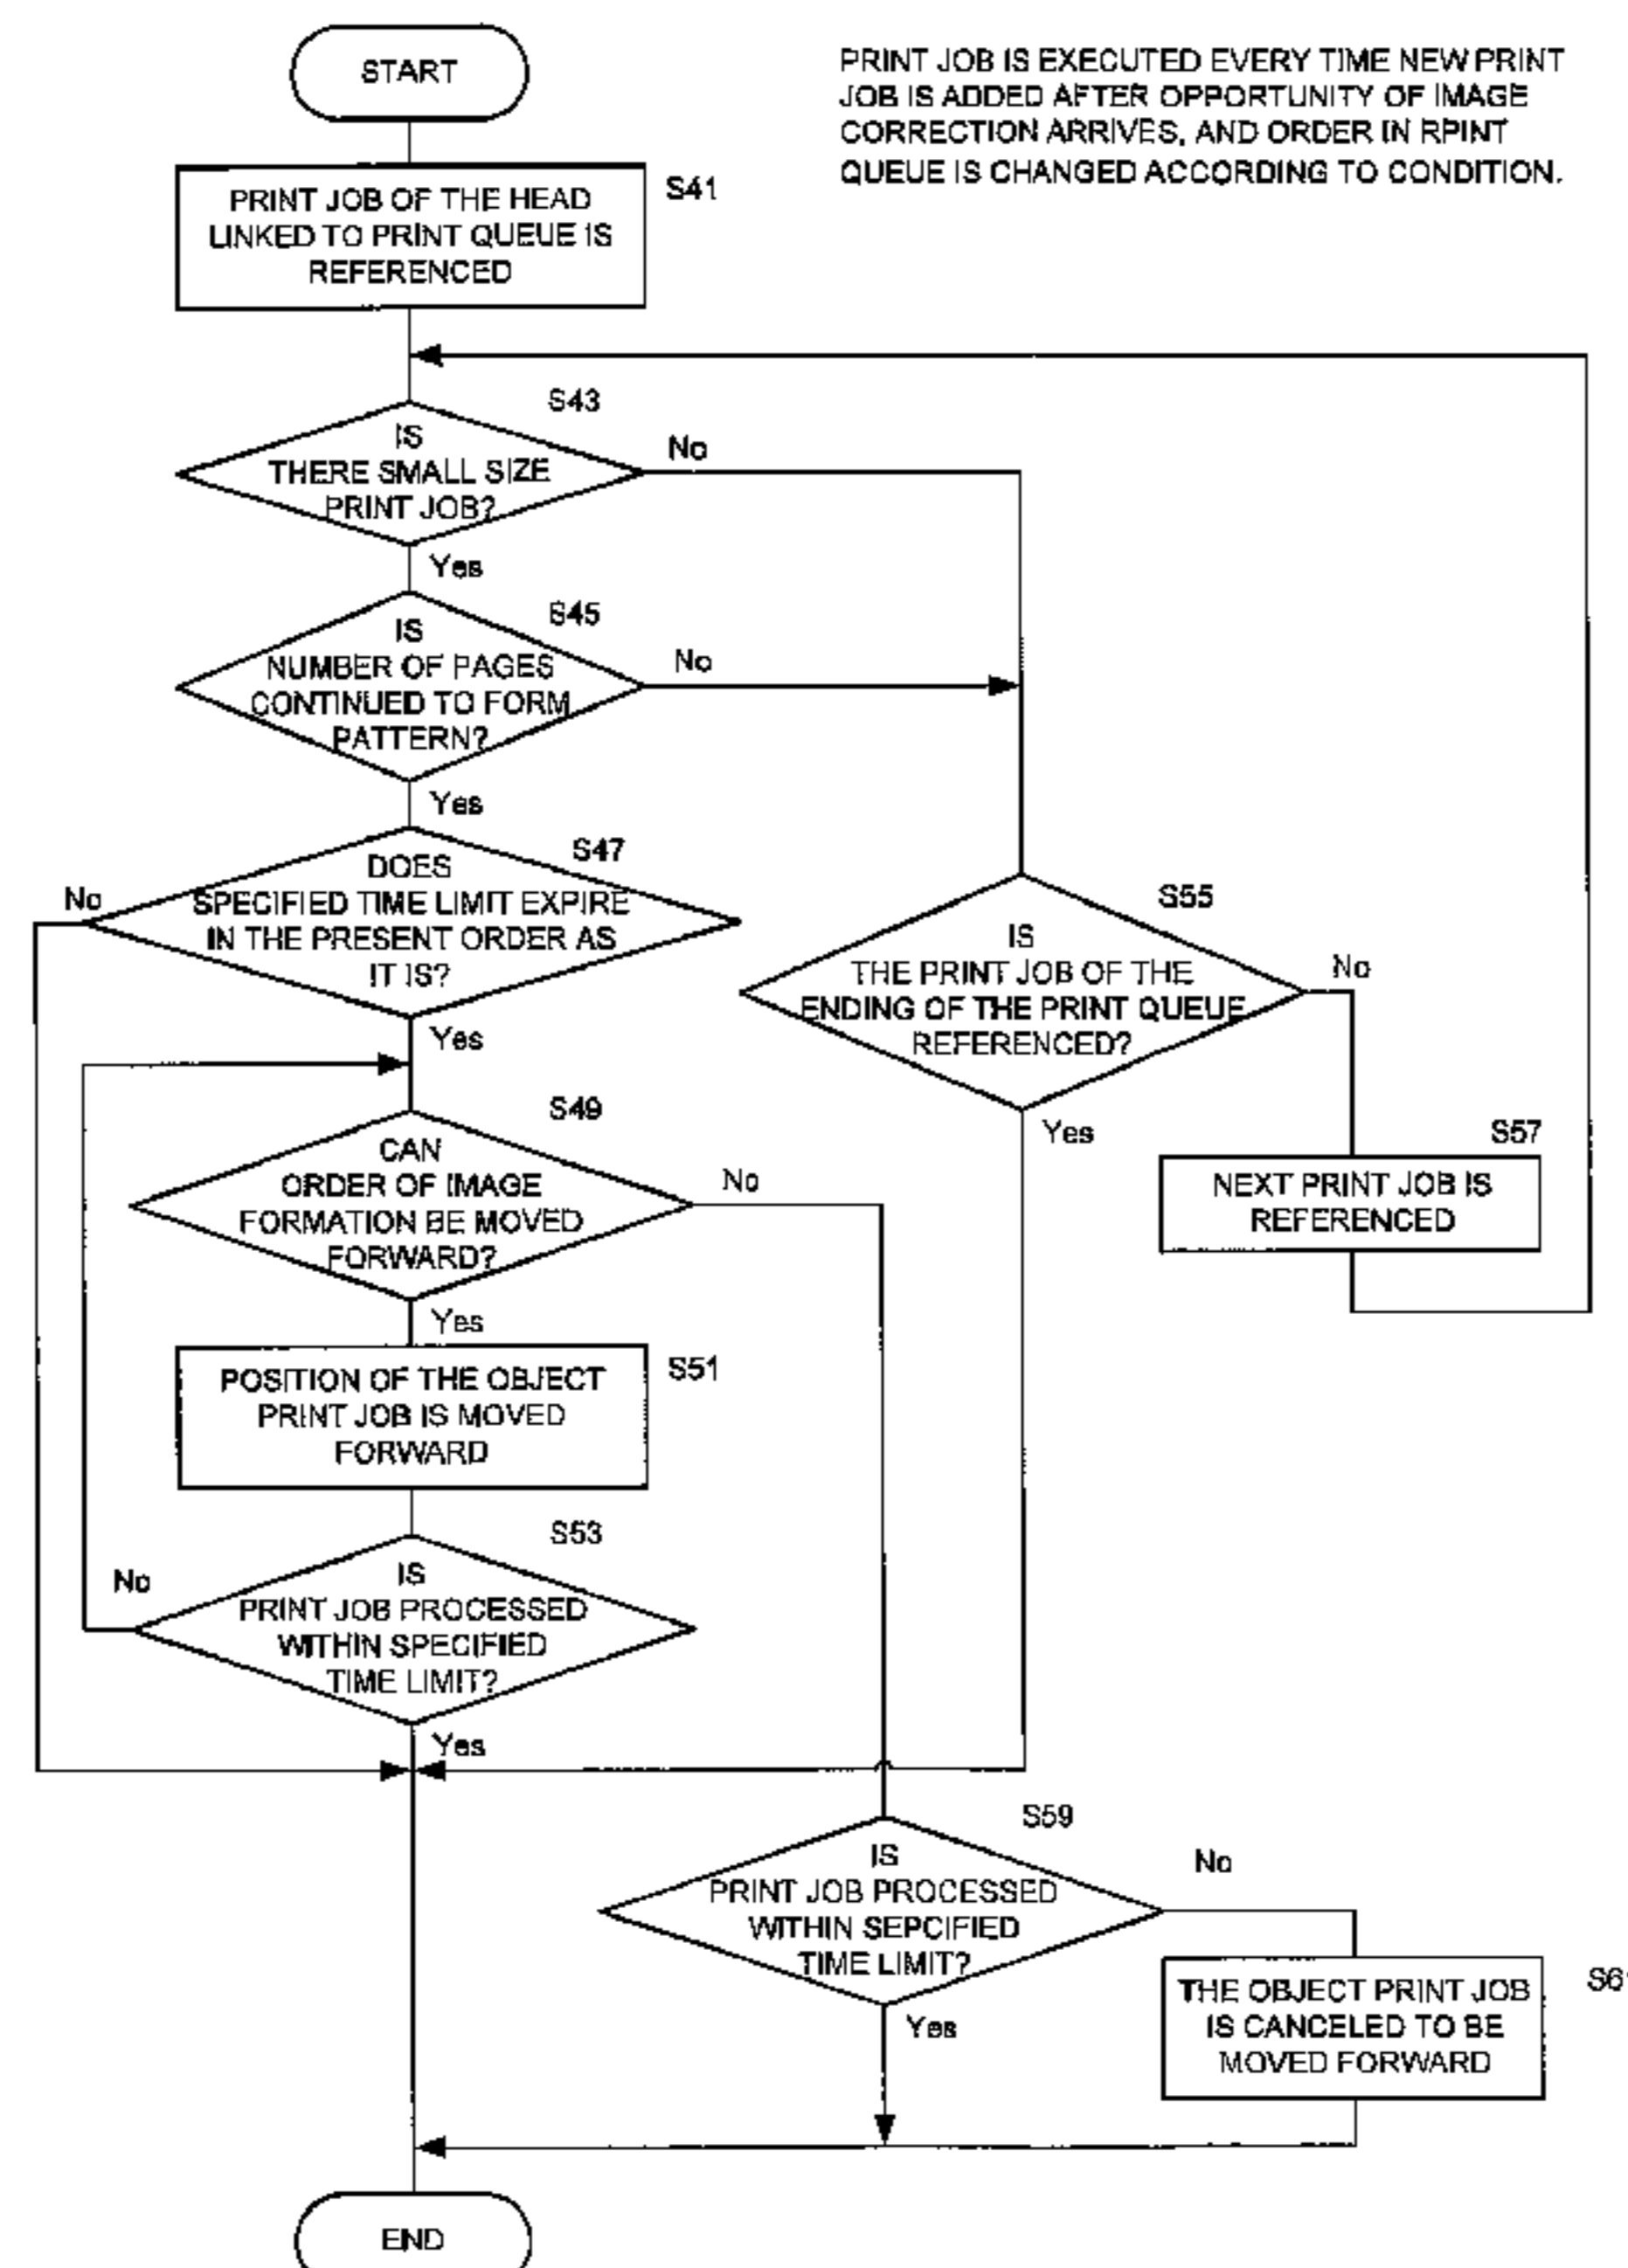 START
PRINT JOB IS EXECUTED EVERY TIME NEW PRINT
JOB IS ADDED AFTER OPPORTUNITY OF IMAGE
CORRECTION ARRIVES, AND ORDER IN RPINT
QUEUE IS CHANGED ACCORDING TO CONDITION.
PRINT JOB OF THE HEAD
LINKED TO PRINT QUEUE IS
REFERENCED
S41
S43
IS
THERE SMALL SIZE
PRINT JOB?
No
Yes
S45
IS
NUMBER OF PAGES
CONTINUED TO FORM
PATTERN?
No
Yes
S47
DOES
SPECIFIED TIME LIMIT EXPIRE
IN THE PRESENT ORDER AS
IT IS?
No
Yes
S55
IS
THE PRINT JOB OF THE
ENDING OF THE PRINT QUEUE
REFERENCED?
No
Yes
S57
NEXT PRINT JOB IS
REFERENCED
S49
CAN
ORDER OF IMAGE
FORMATION BE MOVED
FORWARD?
No
Yes
POSITION OF THE OBJECT
PRINT JOB IS MOVED
FORWARD
S51
S53
IS
PRINT JOB PROCESSED
WITHIN SPECIFIED
TIME LIMIT?
No
Yes
S59
IS
PRINT JOB PROCESSED
WITHIN SEPCIFIED
TIME LIMIT?
No
Yes
THE OBJECT PRINT JOB
IS CANCELED TO BE
MOVED FORWARD
END